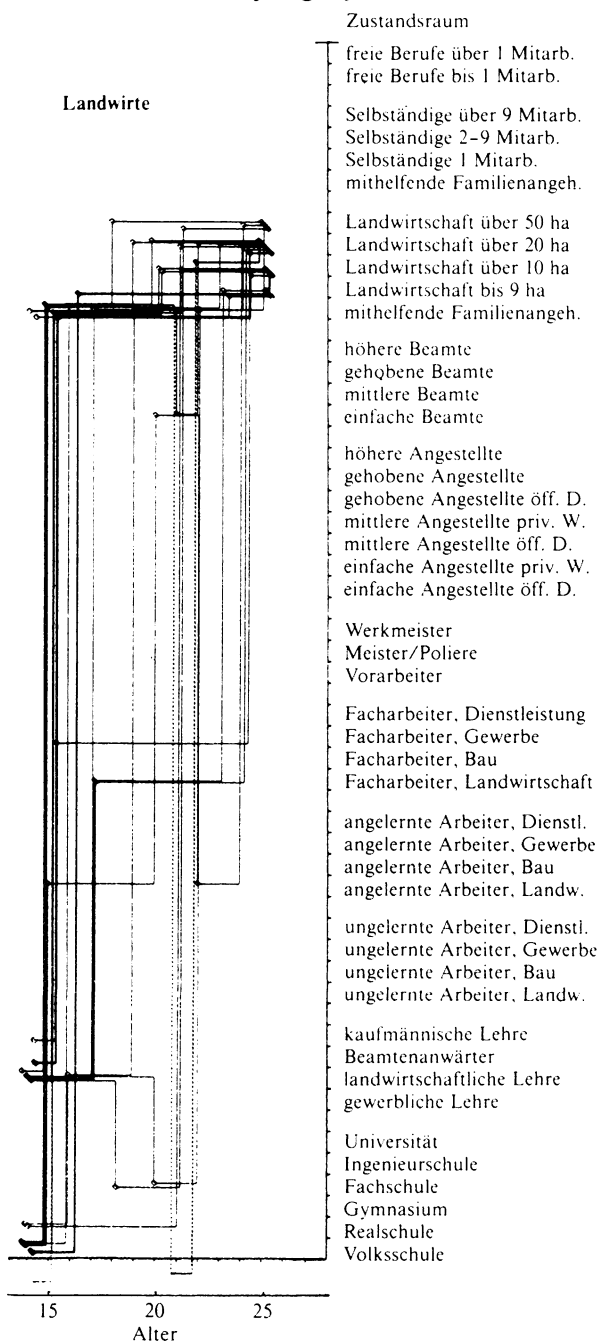 Zustandsraum
freie Berufe über 1 Mitarb.
freie Berufe bis 1 Mitarb.
Landwirte
Selbständige über 9 Mitarb.
Selbständige 2-9 Mitarb.
Selbständige 1 Mitarb.
mithelfende Familienangeh.
Landwirtschaft über 50 ha
Landwirtschaft über 20 ha
Landwirtschaft über 10 ha
Landwirtschaft bis 9 ha
mithelfende Familienangeh.
höhere Beamte
gehobene Beamte
mittlere Beamte
einfache Beamte
höhere Angestellte
gehobene Angestellte
gehobene Angestellte öff. D.
mittlere Angestellte priv. W.
mittlere Angestellte öff. D.
einfache Angestellte priv. W.
einfache Angestellte öff. D.
Werkmeister
Meister/Poliere
Vorarbeiter
Facharbeiter, Dienstleistung
Facharbeiter, Gewerbe
Facharbeiter, Bau
Facharbeiter, Landwirtschaft
angelernte Arbeiter, Dienstl.
angelernte Arbeiter, Gewerbe
angelernte Arbeiter, Bau
angelernte Arbeiter, Landw.
ungelernte Arbeiter, Dienstl.
ungelernte Arbeiter, Gewerbe
ungelernte Arbeiter, Bau
ungelernte Arbeiter, Landw.
kaufmännische Lehre
Beamtenanwärter
landwirtschaftliche Lehre
gewerbliche Lehre
Universität
Ingenieurschule
Fachschule
Gymnasium
Realschule
Volksschule
15 20 25
Alter